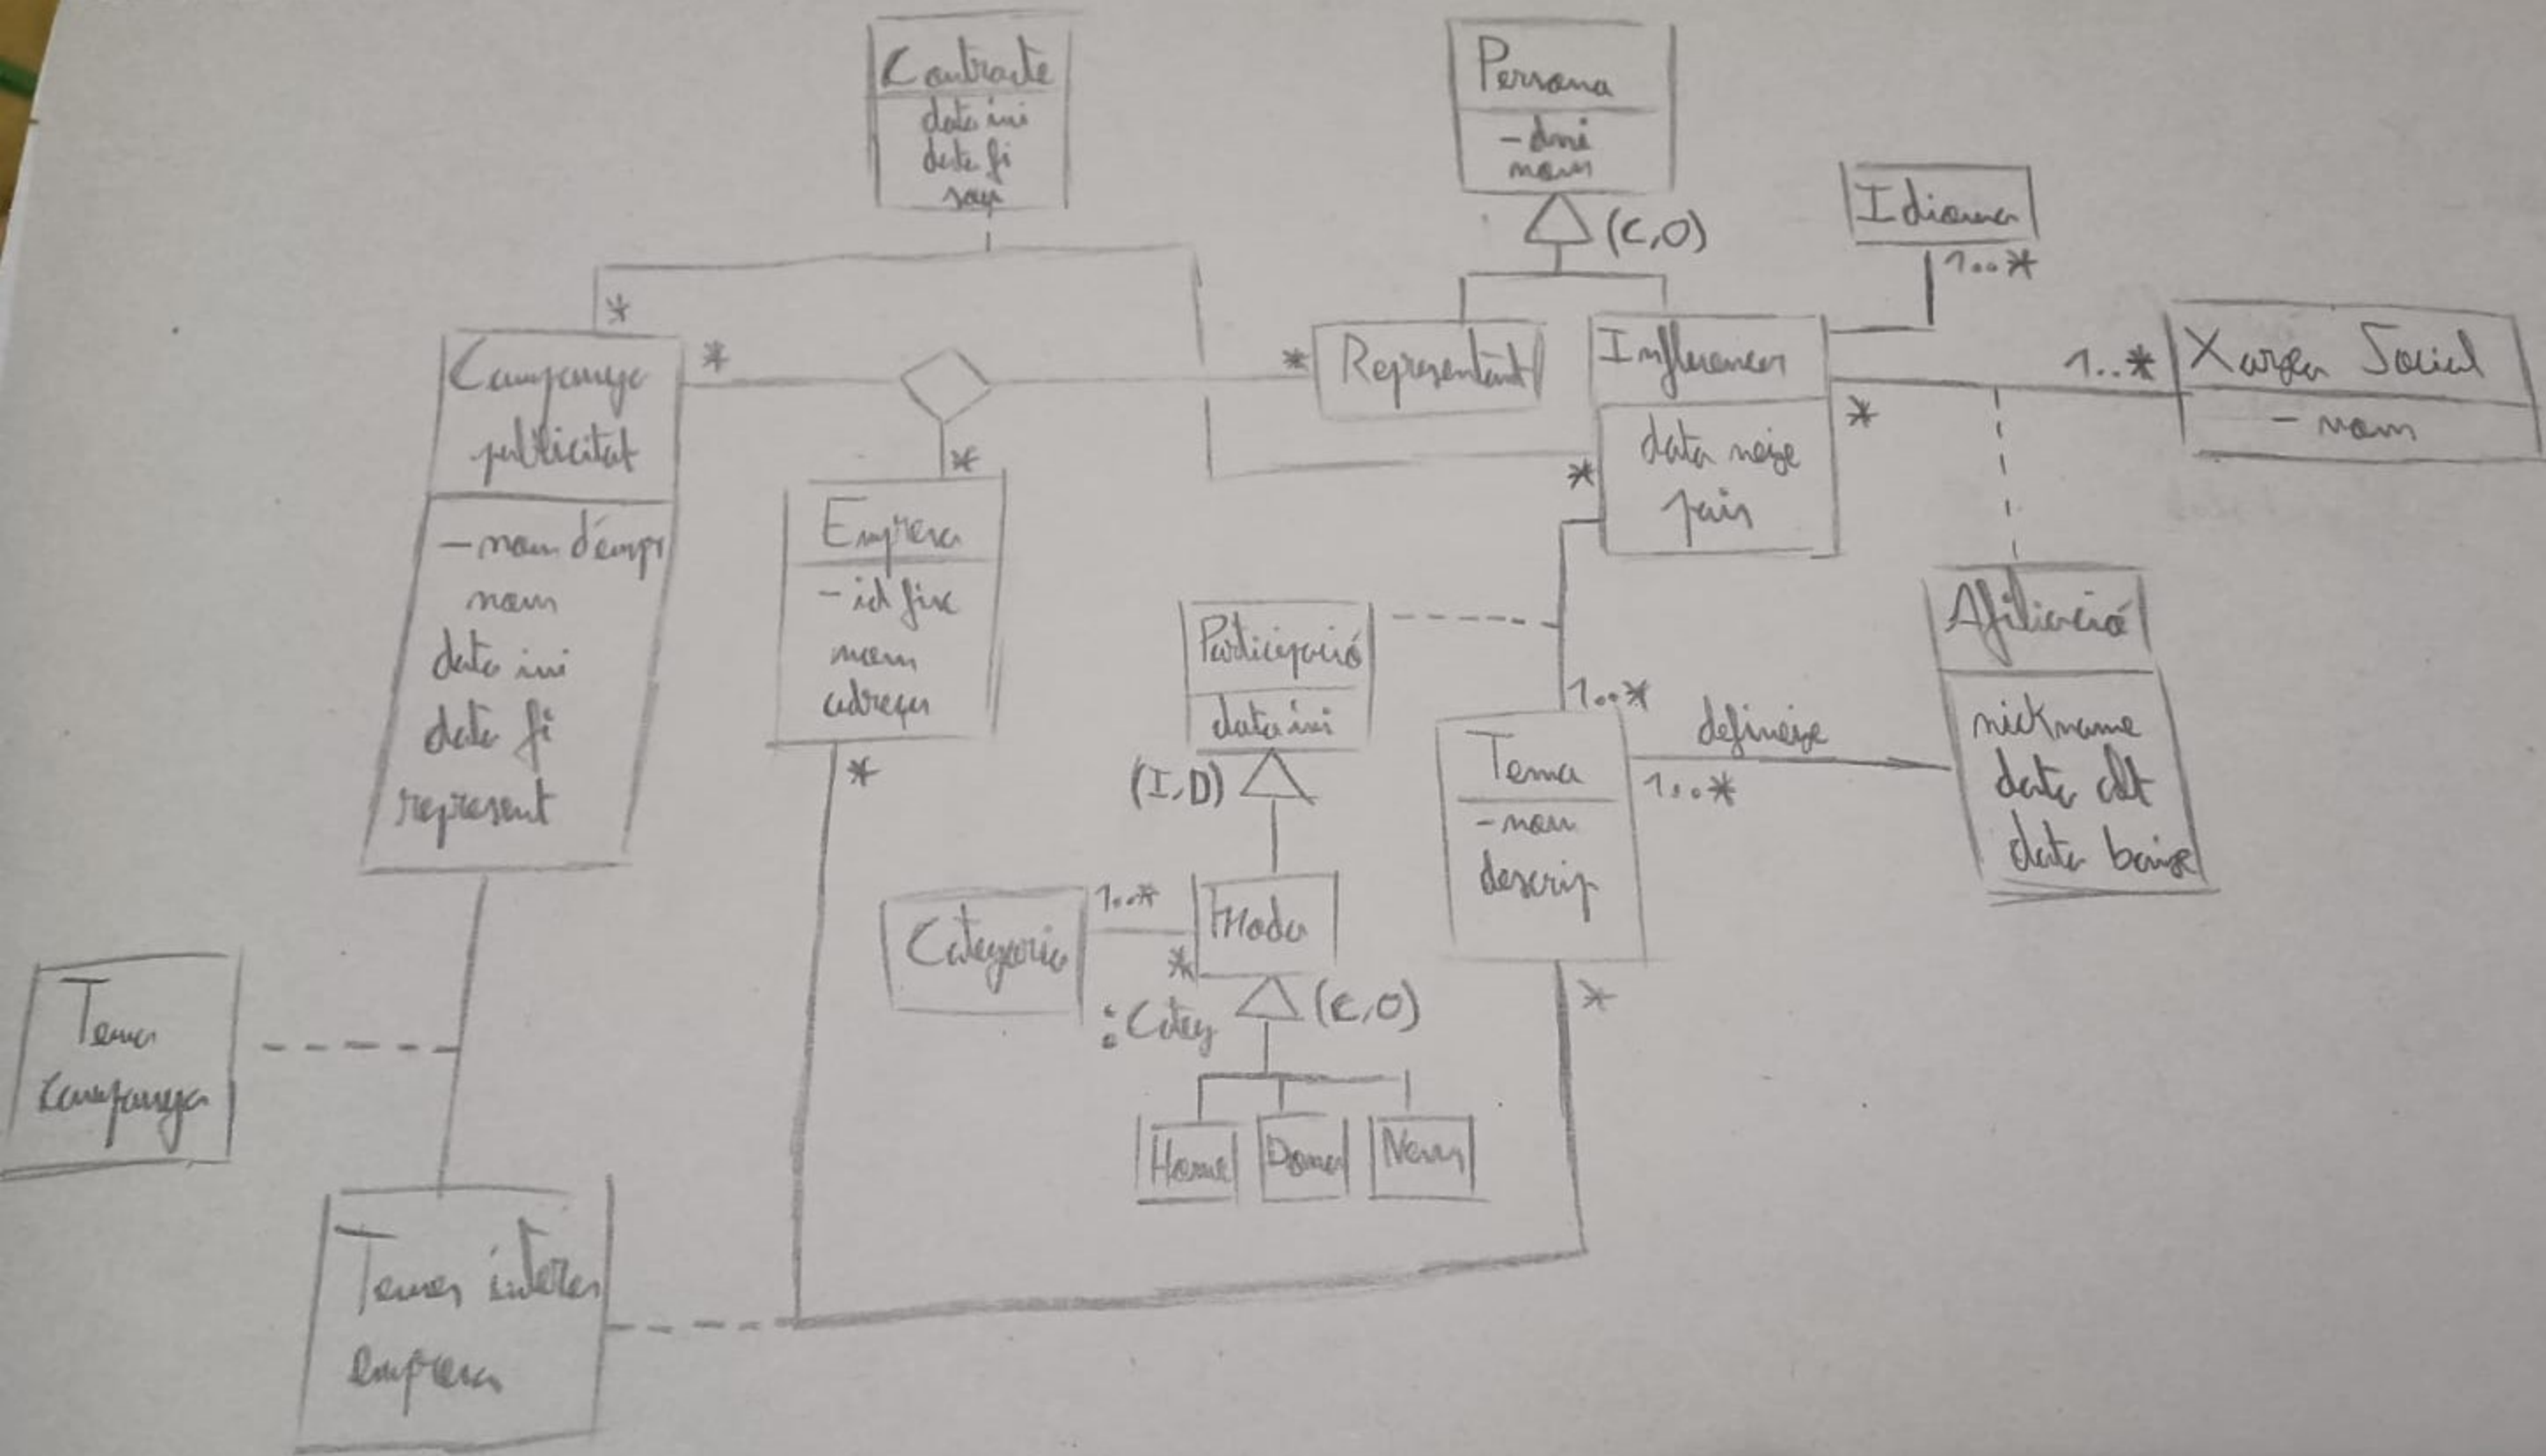 Contracte
data ini
data fi
sou
Persona
- dni
nom
(C,O)
Idioma
1..*
*
Campanya
publicitat
*
- nom d'empr
nom
data ini
data fi
represent
*
Representant
Influencer
data neix
país
*
*
1..*
Xarxa Social
- nom
*
Empresa
- id fisc
nom
adreça
*
Participació
data ini
(I,D)
1..*
Tema
- nom
descrip
defineix
1..*
*
Afiliació
nickname
data alt
data baixa
Categoria
1..*
*
Moda
: Categ
(C,O)
Home
Dona
Nens
Tema
campanya
Temes interes
empresa